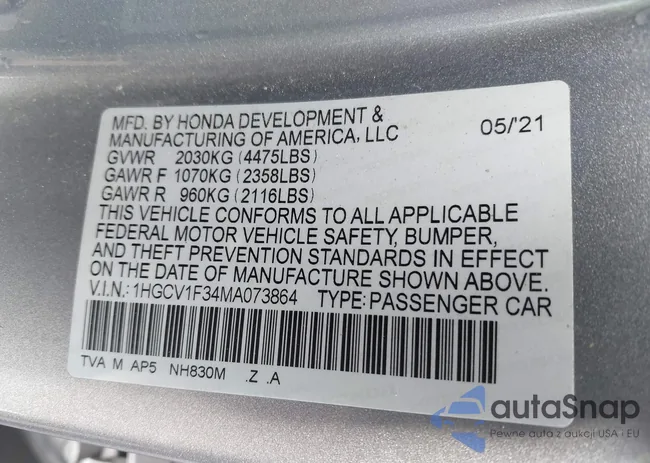 MFD. BY HONDA DEVELOPMENT &
MANUFACTURING OF AMERICA, LLC 05/'21
GVWR 2030KG (4475LBS)
GAWR F 1070KG (2358LBS)
GAWR R 960KG (2116LBS)
THIS VEHICLE CONFORMS TO ALL APPLICABLE
FEDERAL MOTOR VEHICLE SAFETY, BUMPER,
AND THEFT PREVENTION STANDARDS IN EFFECT
ON THE DATE OF MANUFACTURE SHOWN ABOVE.
V.I.N.: 1HGCV1F34MA073864 TYPE: PASSENGER CAR
TVA M AP5 NH830M .Z .A
autoSnap
Pewne auta z aukcji USA i EU